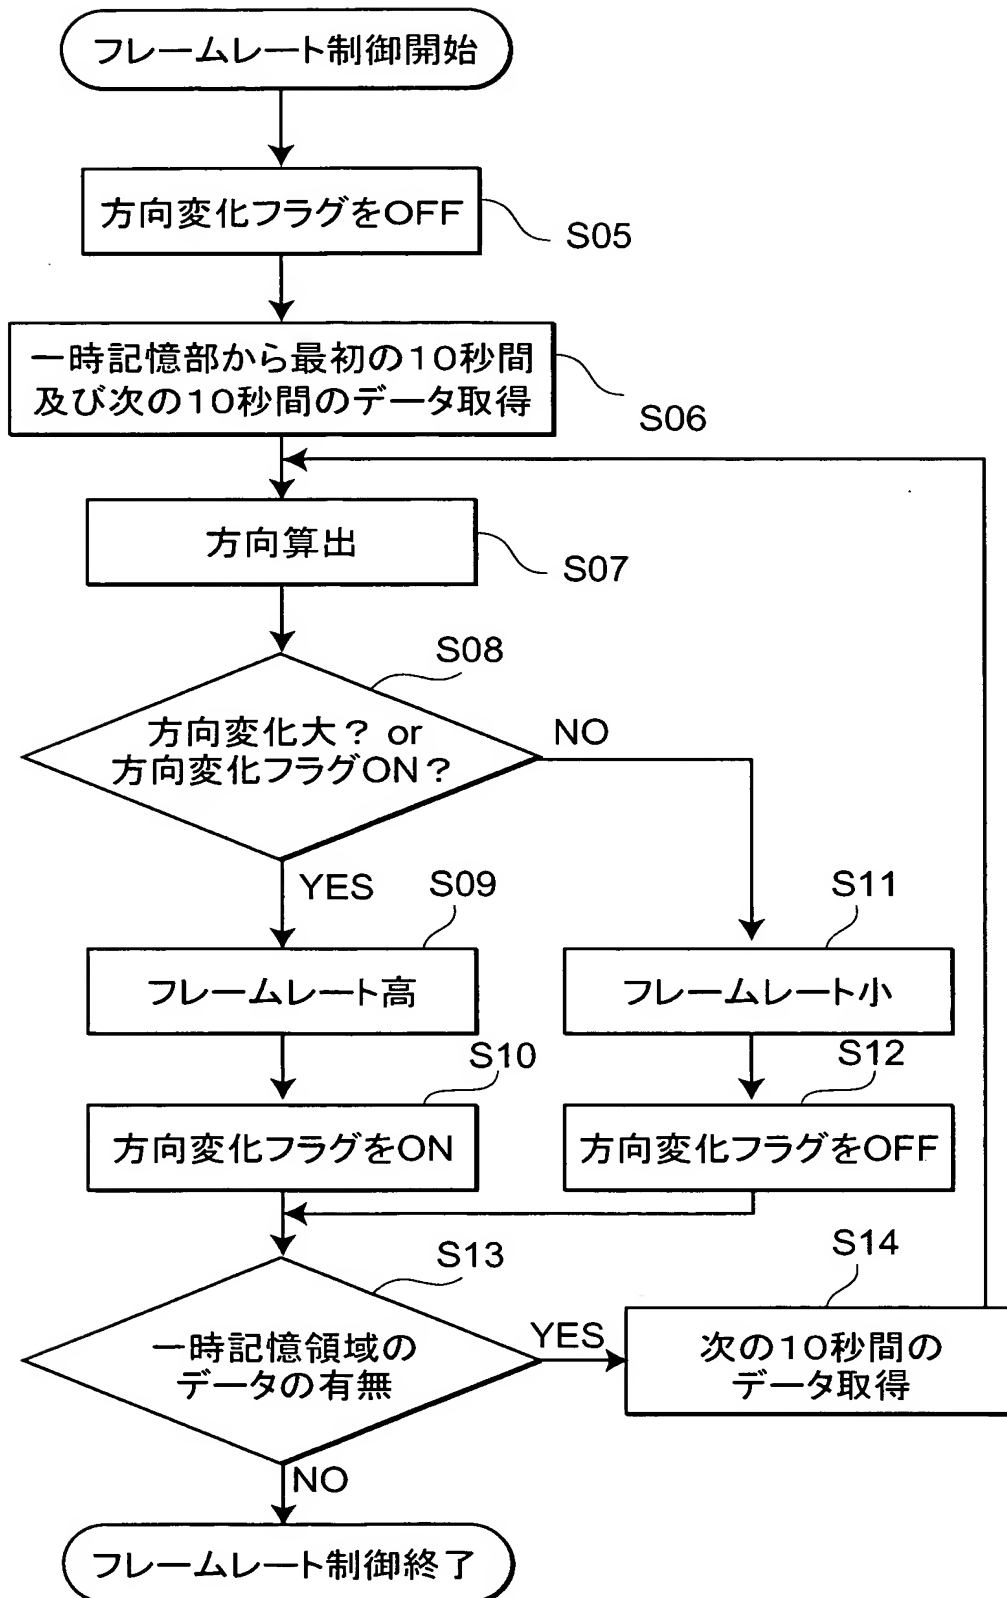 フレームレート制御開始
方向変化フラグをOFF
S05
一時記憶部から最初の10秒間
及び次の10秒間のデータ取得
S06
方向算出
S07
S08
方向変化大? or
方向変化フラグON?
NO
YES
S09
フレームレート高
S11
フレームレート小
S10
方向変化フラグをON
S12
方向変化フラグをOFF
S13
一時記憶領域の
データの有無
YES
S14
次の10秒間の
データ取得
NO
フレームレート制御終了